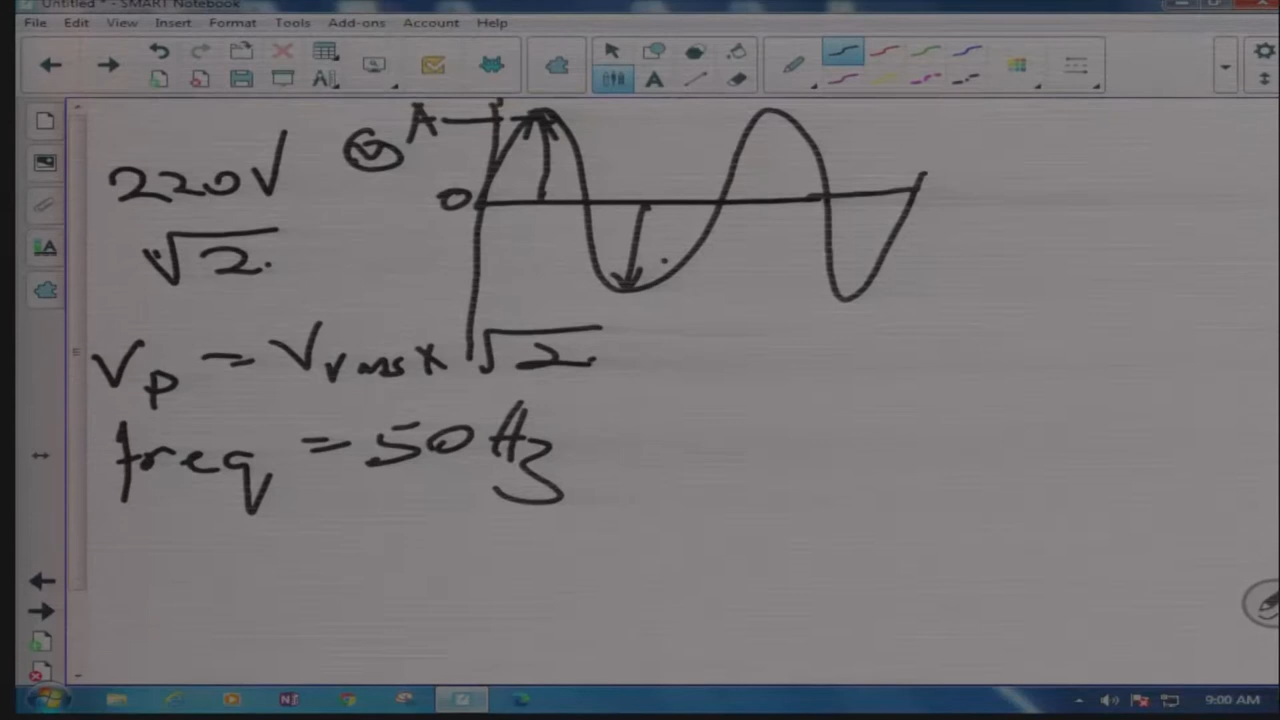 Untitled * - SMART Notebook
File Edit View Insert Format Tools Add-ons Account Help
A
220V
0
√2.
Vp = Vrms x √2.
freq = 50Hz
9:00 AM